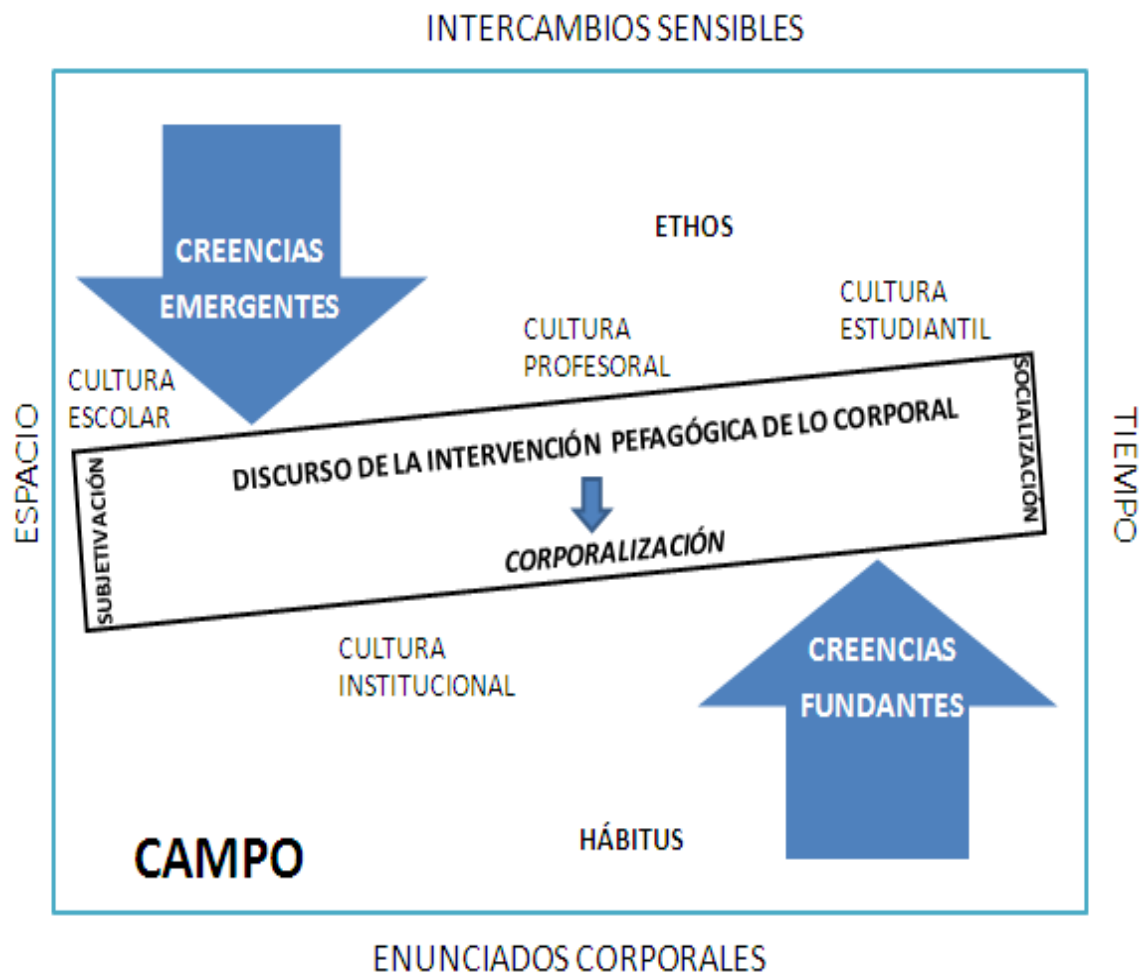 INTERCAMBIOS SENSIBLES
CREENCIAS
EMERGENTES
ETHOS
CULTURA
ESTUDIANTIL
CULTURA
PROFESORAL
CULTURA
ESCOLAR
ESPACIO
TIEMPO
SUBJETIVACIÓN
DISCURSO DE LA INTERVENCIÓN PEFAGÓGICA DE LO CORPORAL
SOCIALIZACIÓN
CORPORALIZACIÓN
CULTURA
INSTITUCIONAL
CREENCIAS
FUNDANTES
HÁBITUS
CAMPO
ENUNCIADOS CORPORALES